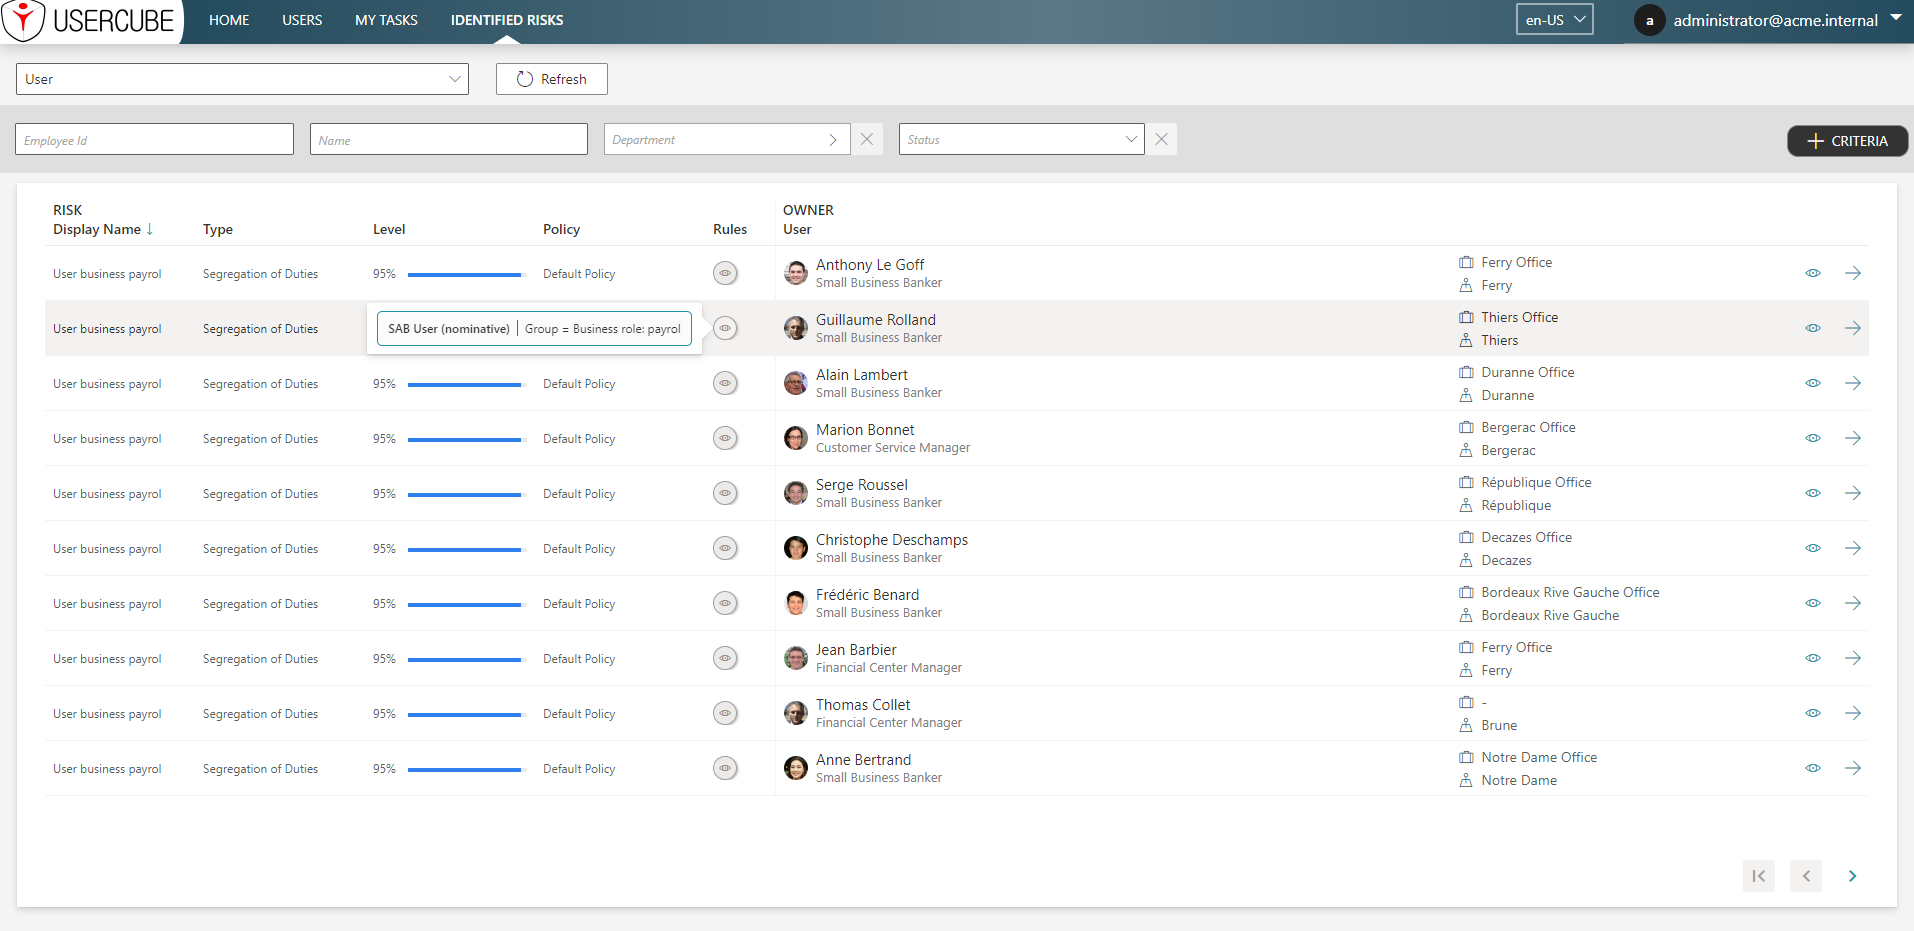 USERCUBE HOME USERS MY TASKS IDENTIFIED RISKS en-US a administrator@acme.internal
User Refresh
Employee Id Name Department Status CRITERIA
RISK OWNER
Display Name Type Level Policy Rules User
User business payrol Segregation of Duties 95% Default Policy Anthony Le Goff Small Business Banker Ferry Office Ferry
User business payrol Segregation of Duties SAB User (nominative) Group = Business role: payrol Guillaume Rolland Small Business Banker Thiers Office Thiers
User business payrol Segregation of Duties 95% Default Policy Alain Lambert Small Business Banker Duranne Office Duranne
User business payrol Segregation of Duties 95% Default Policy Marion Bonnet Customer Service Manager Bergerac Office Bergerac
User business payrol Segregation of Duties 95% Default Policy Serge Roussel Small Business Banker République Office République
User business payrol Segregation of Duties 95% Default Policy Christophe Deschamps Small Business Banker Decazes Office Decazes
User business payrol Segregation of Duties 95% Default Policy Frédéric Benard Small Business Banker Bordeaux Rive Gauche Office Bordeaux Rive Gauche
User business payrol Segregation of Duties 95% Default Policy Jean Barbier Financial Center Manager Ferry Office Ferry
User business payrol Segregation of Duties 95% Default Policy Thomas Collet Financial Center Manager - Brune
User business payrol Segregation of Duties 95% Default Policy Anne Bertrand Small Business Banker Notre Dame Office Notre Dame